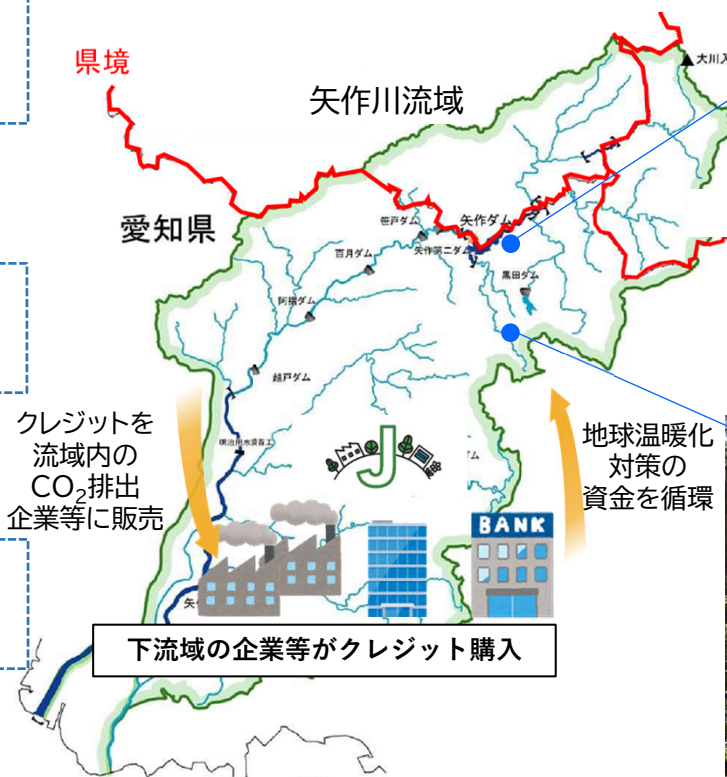 県境
矢作川流域
大川入
愛知県
笹戸ダム
矢作ダム
矢作第二ダム
百月ダム
黒田ダム
阿摺ダム
越戸ダム
クレジットを
流域内の
CO₂排出
企業等に販売
明治用水頭首工
J
ダム
地球温暖化
対策の
資金を循環
BANK
矢
下流域の企業等がクレジット購入